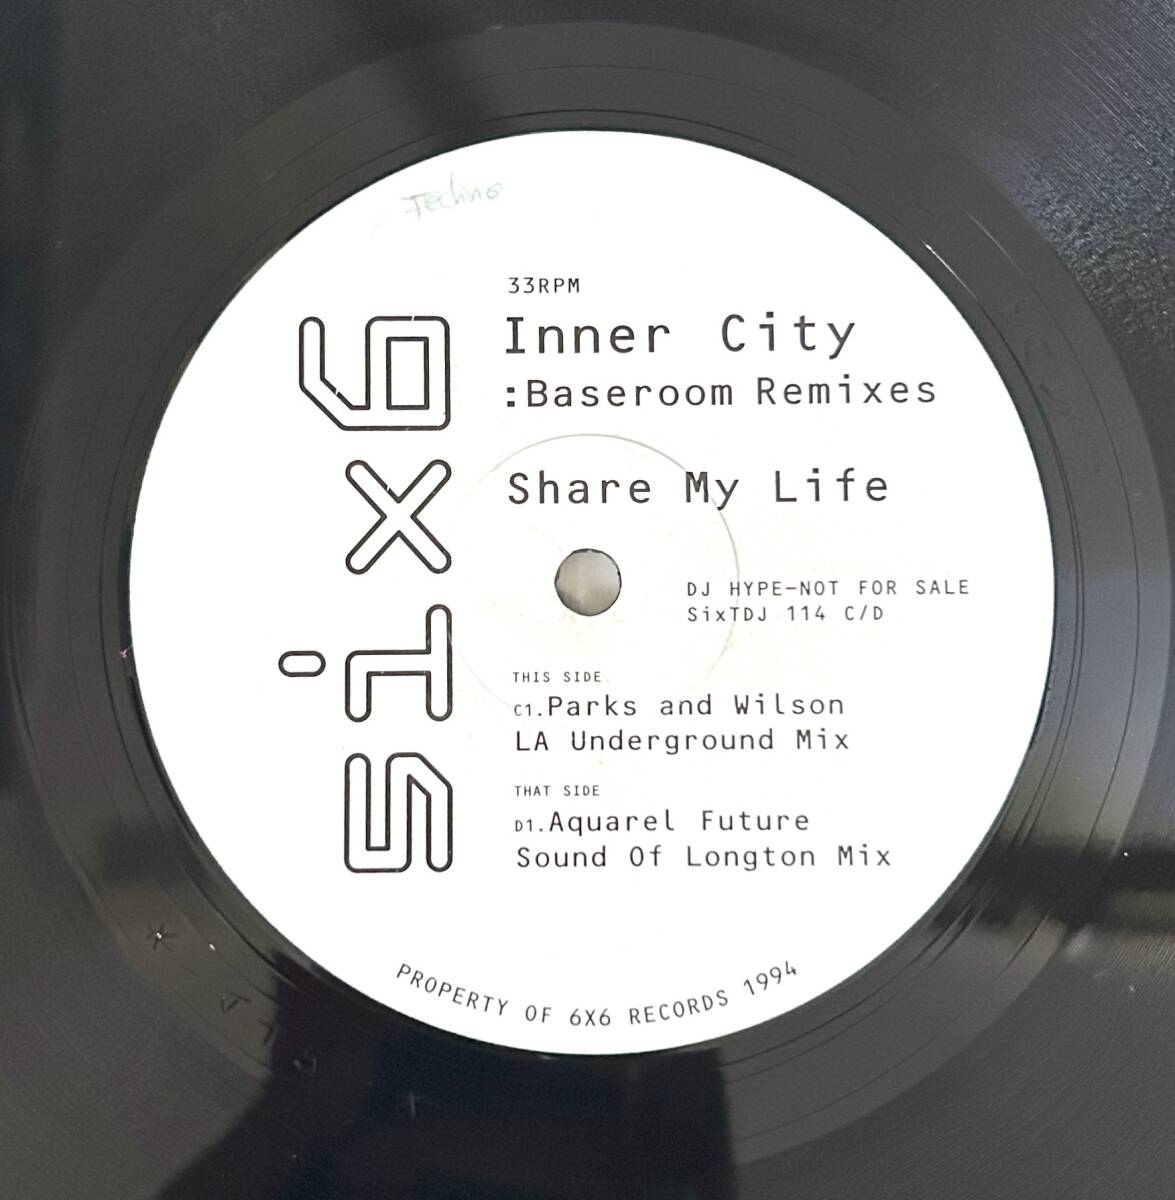 Techno
33RPM
Inner City
:Baseroom Remixes
Share My Life
DJ HYPE-NOT FOR SALE
SixTDJ 114 C/D
THIS SIDE
C1.Parks and Wilson
LA Underground Mix
THAT SIDE
D1.Aquarel Future
Sound Of Longton Mix
six6
PROPERTY OF 6X6 RECORDS 1994